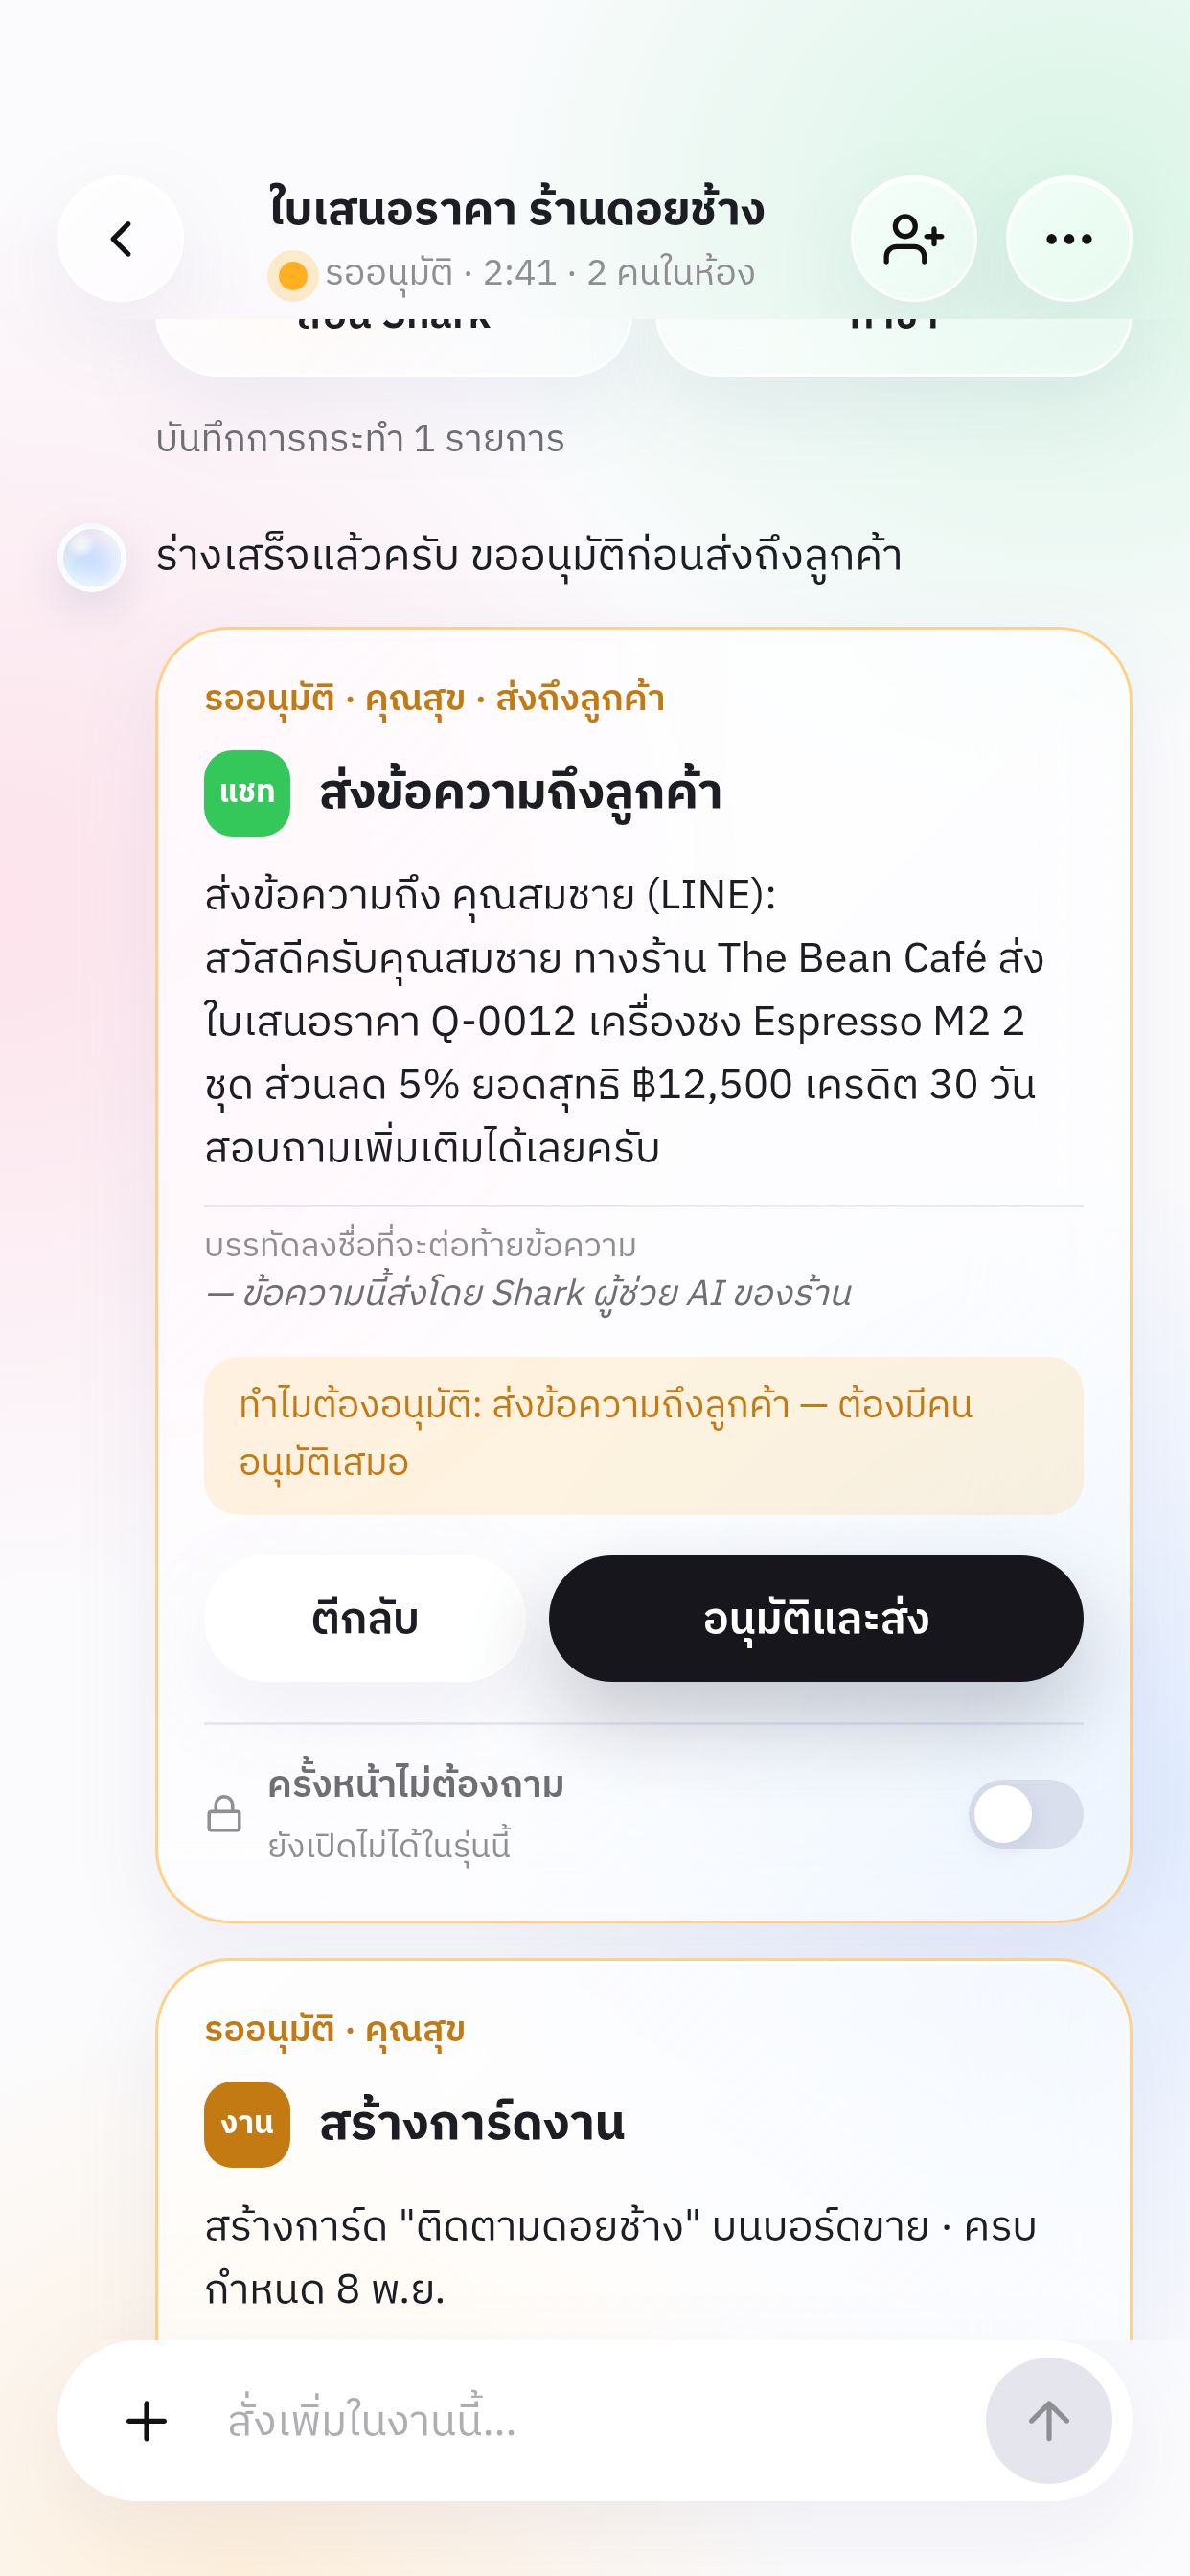 ใบเสนอราคา ร้านดอยช้าง
รออนุมัติ · 2:41 · 2 คนในห้อง
บันทึกการกระทำ 1 รายการ
ร่างเสร็จแล้วครับ ขออนุมัติก่อนส่งถึงลูกค้า
รออนุมัติ · คุณสุข · ส่งถึงลูกค้า
แชท
ส่งข้อความถึงลูกค้า
ส่งข้อความถึง คุณสมชาย (LINE):
สวัสดีครับคุณสมชาย ทางร้าน The Bean Café ส่ง
ใบเสนอราคา Q-0012 เครื่องชง Espresso M2 2
ชุด ส่วนลด 5% ยอดสุทธิ ฿12,500 เครดิต 30 วัน
สอบถามเพิ่มเติมได้เลยครับ
บรรทัดลงชื่อที่จะต่อท้ายข้อความ
— ข้อความนี้ส่งโดย Shark ผู้ช่วย AI ของร้าน
ทำไมต้องอนุมัติ: ส่งข้อความถึงลูกค้า — ต้องมีคน
อนุมัติเสมอ
ตีกลับ
อนุมัติและส่ง
ครั้งหน้าไม่ต้องถาม
ยังเปิดไม่ได้ในรุ่นนี้
รออนุมัติ · คุณสุข
งาน
สร้างการ์ดงาน
สร้างการ์ด "ติดตามดอยช้าง" บนบอร์ดขาย · ครบ
กำหนด 8 พ.ย.
สั่งเพิ่มในงานนี้...